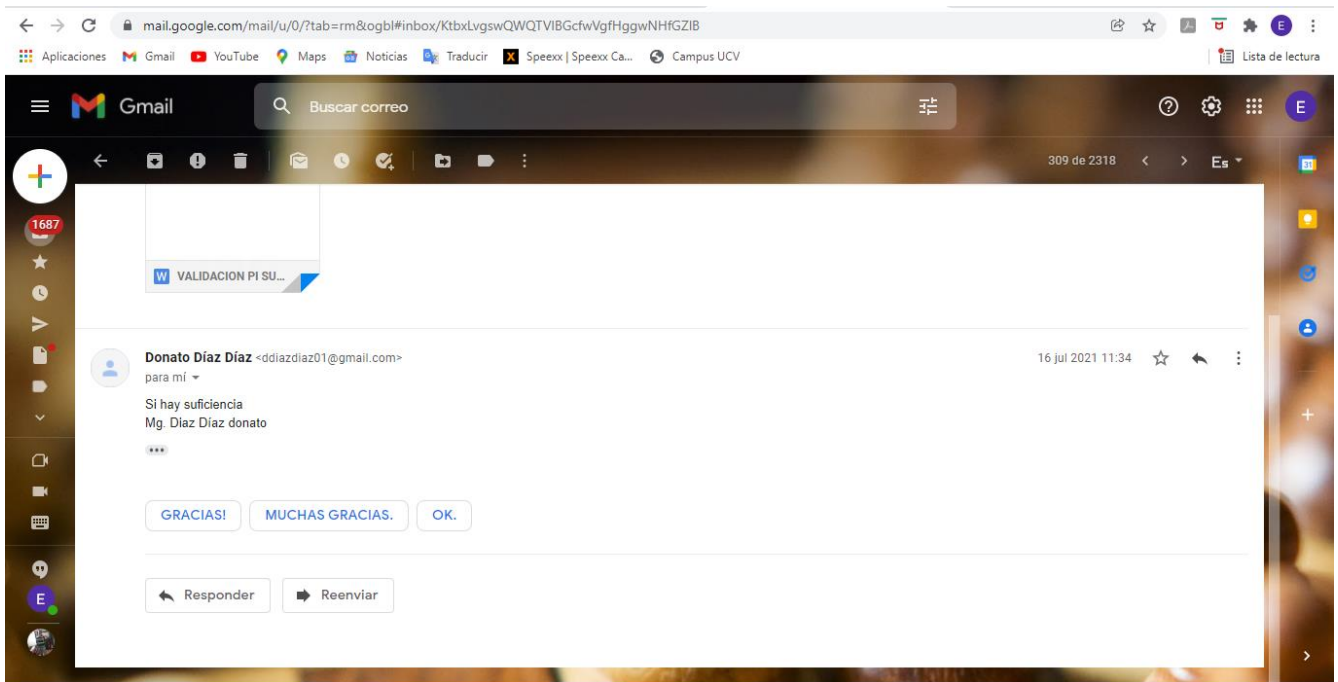 mail.google.com/mail/u/0/?tab=rm&ogbl#inbox/KtbxLvgswQWQTVlBGcfwVgfHggwNHfGZlB
E
Aplicaciones Gmail YouTube Maps Noticias Traducir X Speexx | Speexx Ca... Campus UCV Lista de lectura
Gmail Buscar correo E
309 de 2318 Es 31
1687
W VALIDACION PI SU...
Donato Díaz Díaz <ddiazdiaz01@gmail.com> 16 jul 2021 11:34
para mí
Si hay suficiencia
Mg. Diaz Díaz donato
GRACIAS! MUCHAS GRACIAS. OK.
E
Responder Reenviar